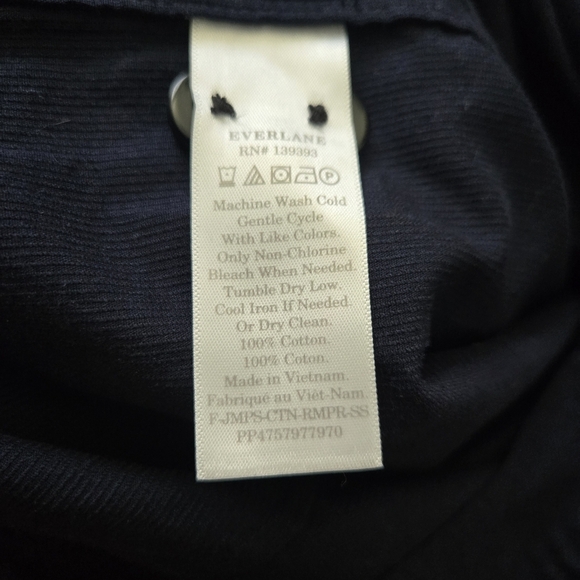 EVERLANE
RN# 139393
Machine Wash Cold
Gentle Cycle
With Like Colors.
Only Non-Chlorine
Bleach When Needed.
Tumble Dry Low.
Cool Iron If Needed.
Or Dry Clean.
100% Cotton.
100% Coton.
Made in Vietnam.
Fabriqué au Viêt-Nam.
F-JMPS-CTN-RMPR-SS
PP4757977970